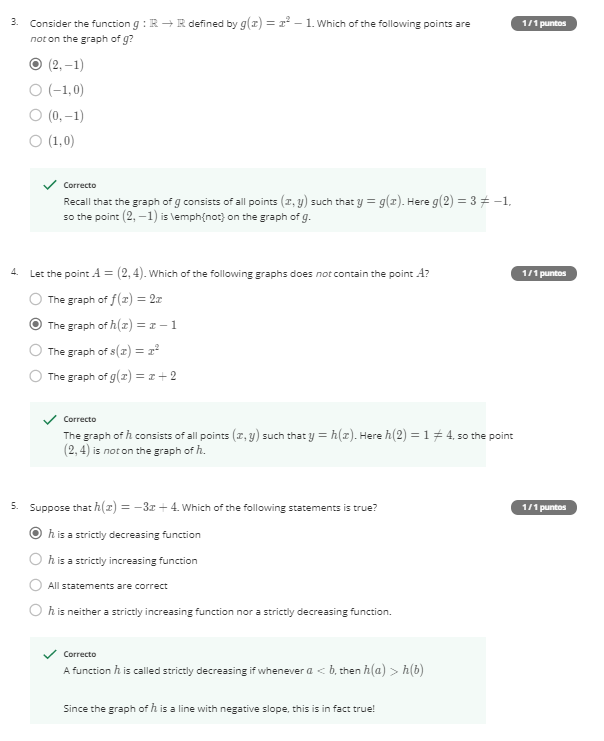 3. Consider the function g : ℝ → ℝ defined by g(x) = x² − 1. Which of the following points are 1 / 1 puntos
not on the graph of g?
(2, −1)
(−1, 0)
(0, −1)
(1, 0)
Correcto
Recall that the graph of g consists of all points (x, y) such that y = g(x). Here g(2) = 3 ≠ −1,
so the point (2, −1) is \emph{not} on the graph of g.
4. Let the point A = (2, 4). Which of the following graphs does not contain the point A? 1 / 1 puntos
The graph of f(x) = 2x
The graph of h(x) = x − 1
The graph of s(x) = x²
The graph of g(x) = x + 2
Correcto
The graph of h consists of all points (x, y) such that y = h(x). Here h(2) = 1 ≠ 4, so the point
(2, 4) is not on the graph of h.
5. Suppose that h(x) = −3x + 4. Which of the following statements is true? 1 / 1 puntos
h is a strictly decreasing function
h is a strictly increasing function
All statements are correct
h is neither a strictly increasing function nor a strictly decreasing function.
Correcto
A function h is called strictly decreasing if whenever a < b, then h(a) > h(b)
Since the graph of h is a line with negative slope, this is in fact true!